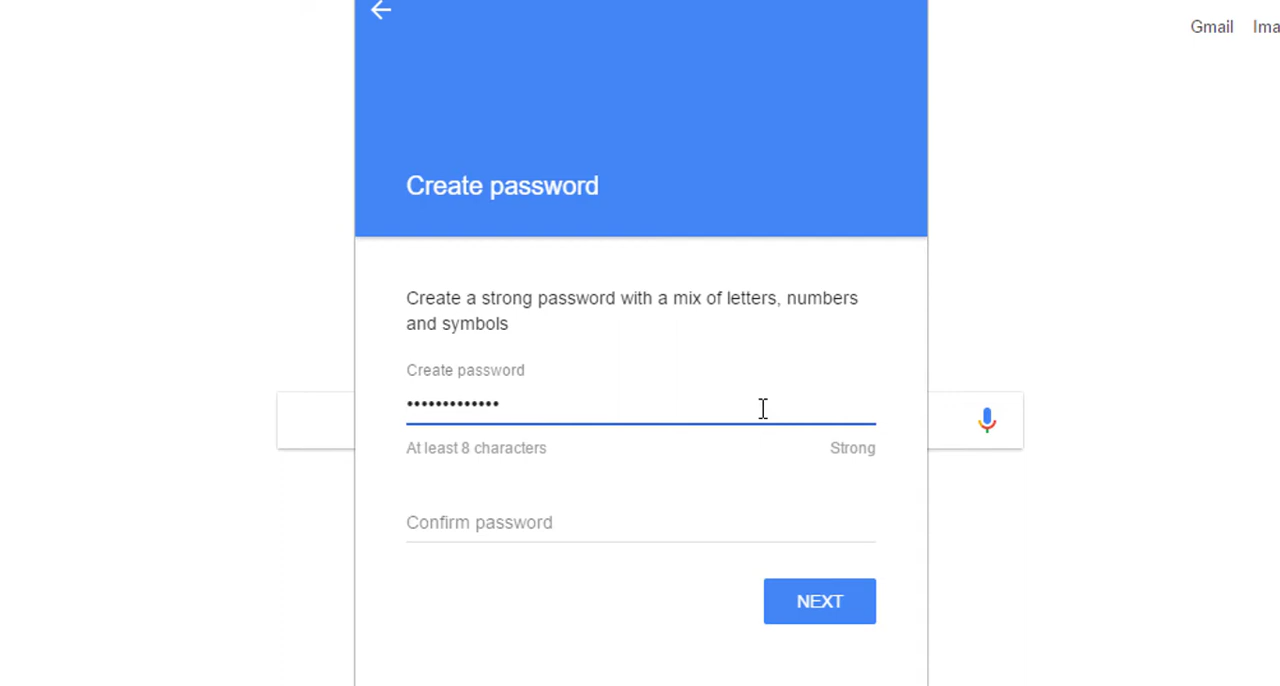 Gmail Ima
Create password
Create a strong password with a mix of letters, numbers
and symbols
Create password
•••••••••••••
At least 8 characters Strong
Confirm password
NEXT